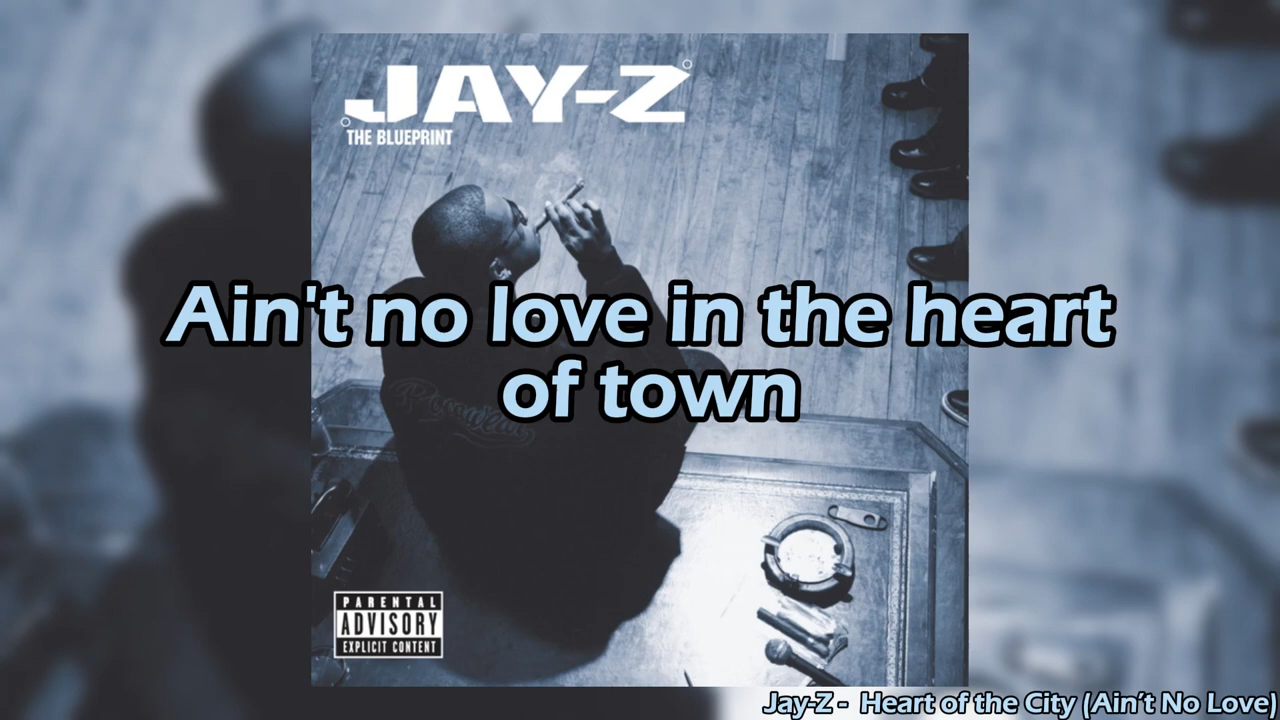 JAY-Z
THE BLUEPRINT
Ain't no love in the heart
of town
PARENTAL
ADVISORY
EXPLICIT CONTENT
Jay-Z - Heart of the City (Ain’t No Love)